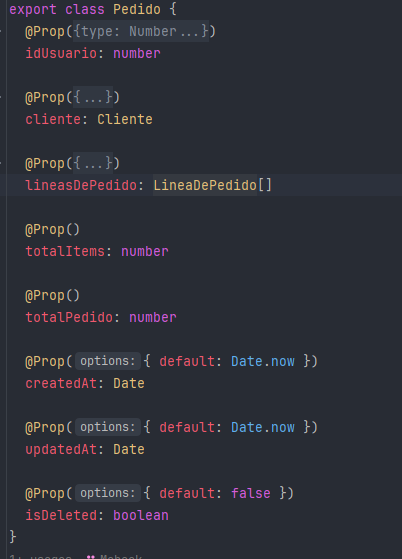 export class Pedido {
@Prop({type: Number...})
idUsuario: number
@Prop({...})
cliente: Cliente
@Prop({...})
lineasDePedido: LineaDePedido[]
@Prop()
totalItems: number
@Prop()
totalPedido: number
@Prop( options: { default: Date.now })
createdAt: Date
@Prop( options: { default: Date.now })
updatedAt: Date
@Prop( options: { default: false })
isDeleted: boolean
}